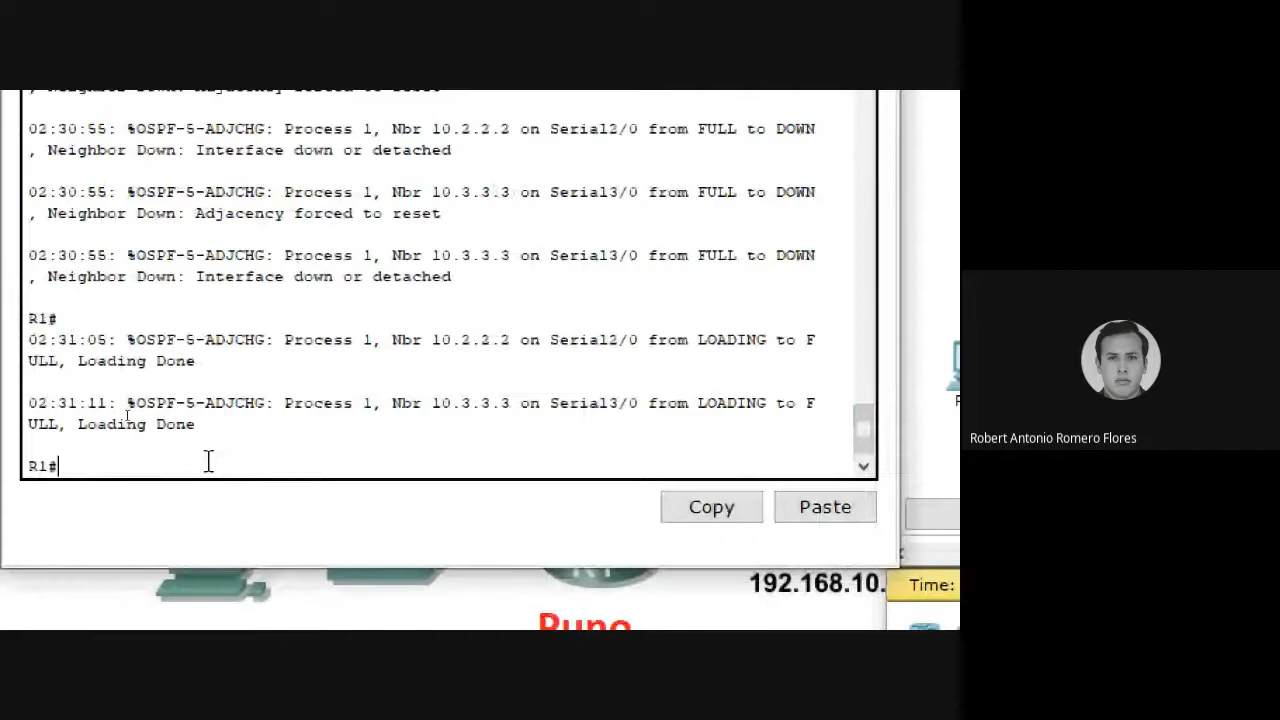 02:30:55: %OSPF-5-ADJCHG: Process 1, Nbr 10.2.2.2 on Serial2/0 from FULL to DOWN
, Neighbor Down: Interface down or detached
02:30:55: %OSPF-5-ADJCHG: Process 1, Nbr 10.3.3.3 on Serial3/0 from FULL to DOWN
, Neighbor Down: Adjacency forced to reset
02:30:55: %OSPF-5-ADJCHG: Process 1, Nbr 10.3.3.3 on Serial3/0 from FULL to DOWN
, Neighbor Down: Interface down or detached
R1#
02:31:05: %OSPF-5-ADJCHG: Process 1, Nbr 10.2.2.2 on Serial2/0 from LOADING to F
ULL, Loading Done
02:31:11: %OSPF-5-ADJCHG: Process 1, Nbr 10.3.3.3 on Serial3/0 from LOADING to F
ULL, Loading Done
R1#
Copy
Paste
192.168.10.
Time:
Puno
Robert Antonio Romero Flores